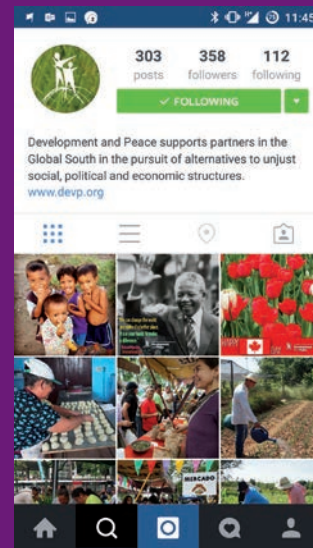 11:45
303 358 112
posts followers following
✓ FOLLOWING
Development and Peace supports partners in the
Global South in the pursuit of alternatives to unjust
social, political and economic structures.
www.devp.org
MERCADO